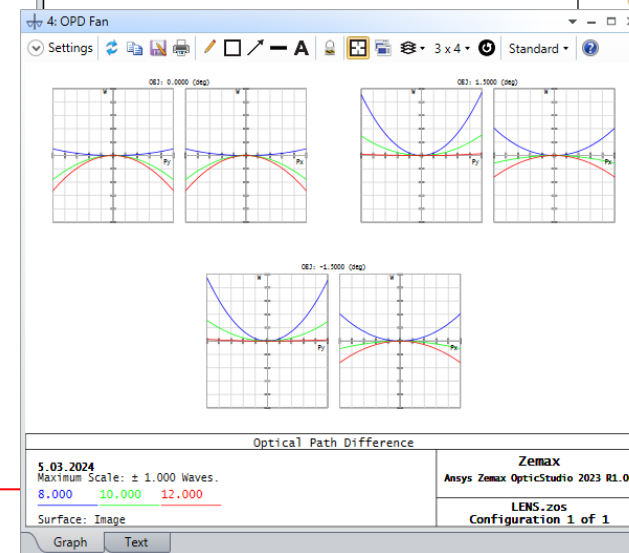 4: OPD Fan
Settings
A
3 x 4
Standard
OBJ: 0.0000 (deg)
OBJ: 1.5000 (deg)
W
W
W
W
Py
Px
Py
Px
OBJ: -1.5000 (deg)
W
W
Py
Px
Optical Path Difference
5.03.2024
Maximum Scale: ± 1.000 Waves.
8.000 10.000 12.000
Surface: Image
Zemax
Ansys Zemax OpticStudio 2023 R1.0
LENS.zos
Configuration 1 of 1
Graph Text